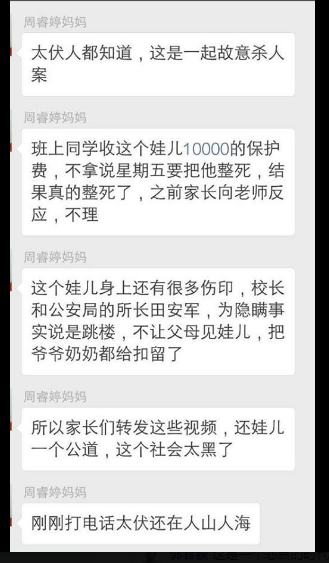 周睿婷妈妈
太伏人都知道，这是一起故意杀人
案
周睿婷妈妈
班上同学收这个娃儿10000的保护
费，不拿说星期五要把他整死，结
果真的整死了，之前家长向老师反
应，不理
周睿婷妈妈
这个娃儿身上还有很多伤印，校长
和公安局的所长田安军，为隐瞒事
实说是跳楼，不让父母见娃儿，把
爷爷奶奶都给扣留了
周睿婷妈妈
所以家长们转发这些视频，还娃儿
一个公道，这个社会太黑了
周睿婷妈妈
刚刚打电话太伏还在人山人海